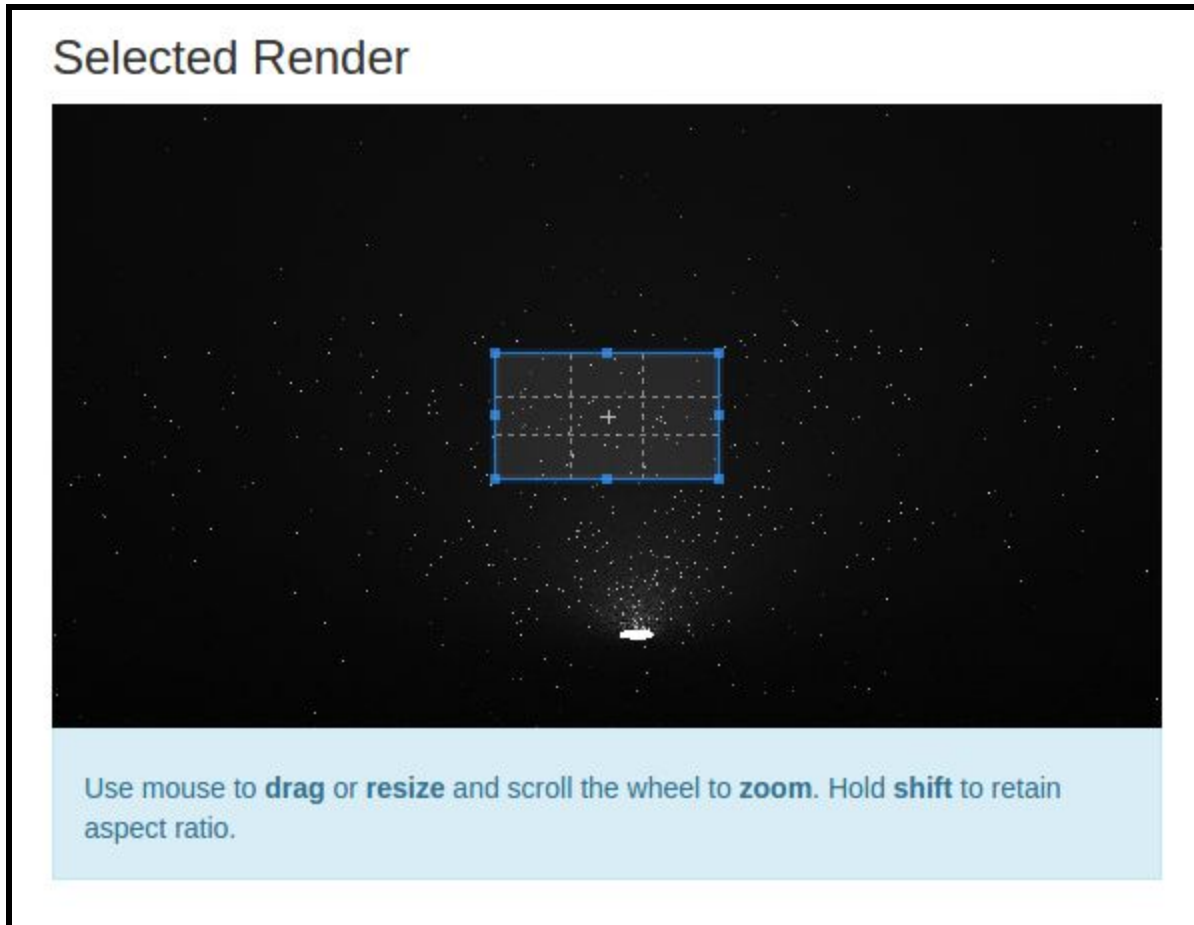 Selected Render
Use mouse to drag or resize and scroll the wheel to zoom. Hold shift to retain
aspect ratio.